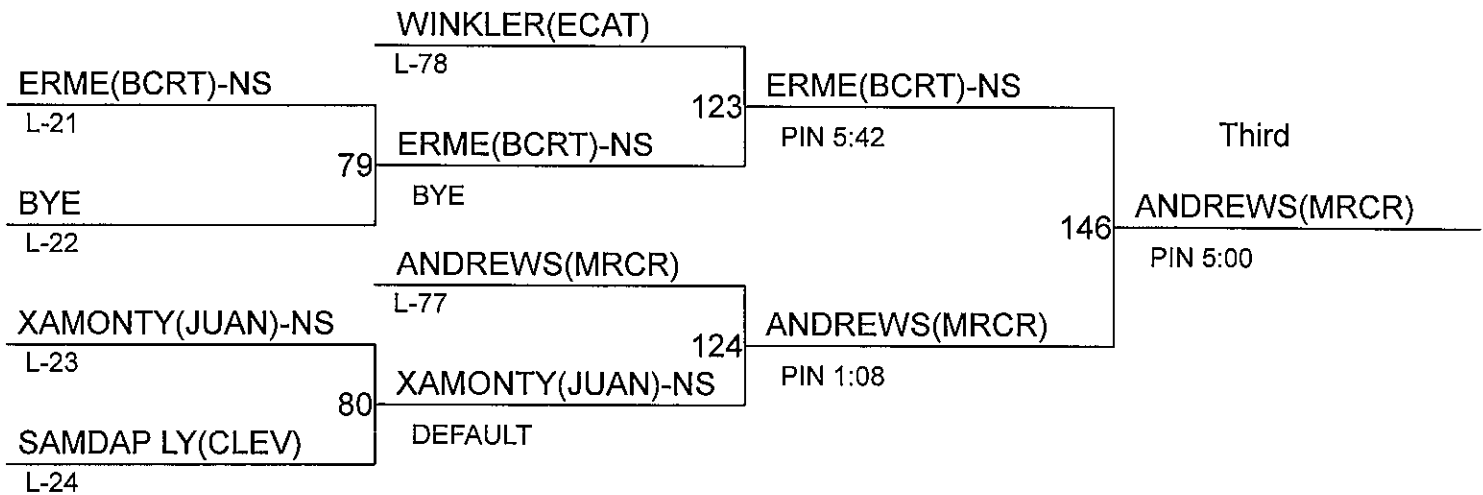 WINKLER(ECAT)
L-78
ERME(BCRT)-NS
L-21
123
ERME(BCRT)-NS
PIN 5:42
Third
79
ERME(BCRT)-NS
BYE
BYE
L-22
146
ANDREWS(MRCR)
PIN 5:00
ANDREWS(MRCR)
L-77
XAMONTY(JUAN)-NS
L-23
124
ANDREWS(MRCR)
PIN 1:08
80
XAMONTY(JUAN)-NS
DEFAULT
SAMDAP LY(CLEV)
L-24